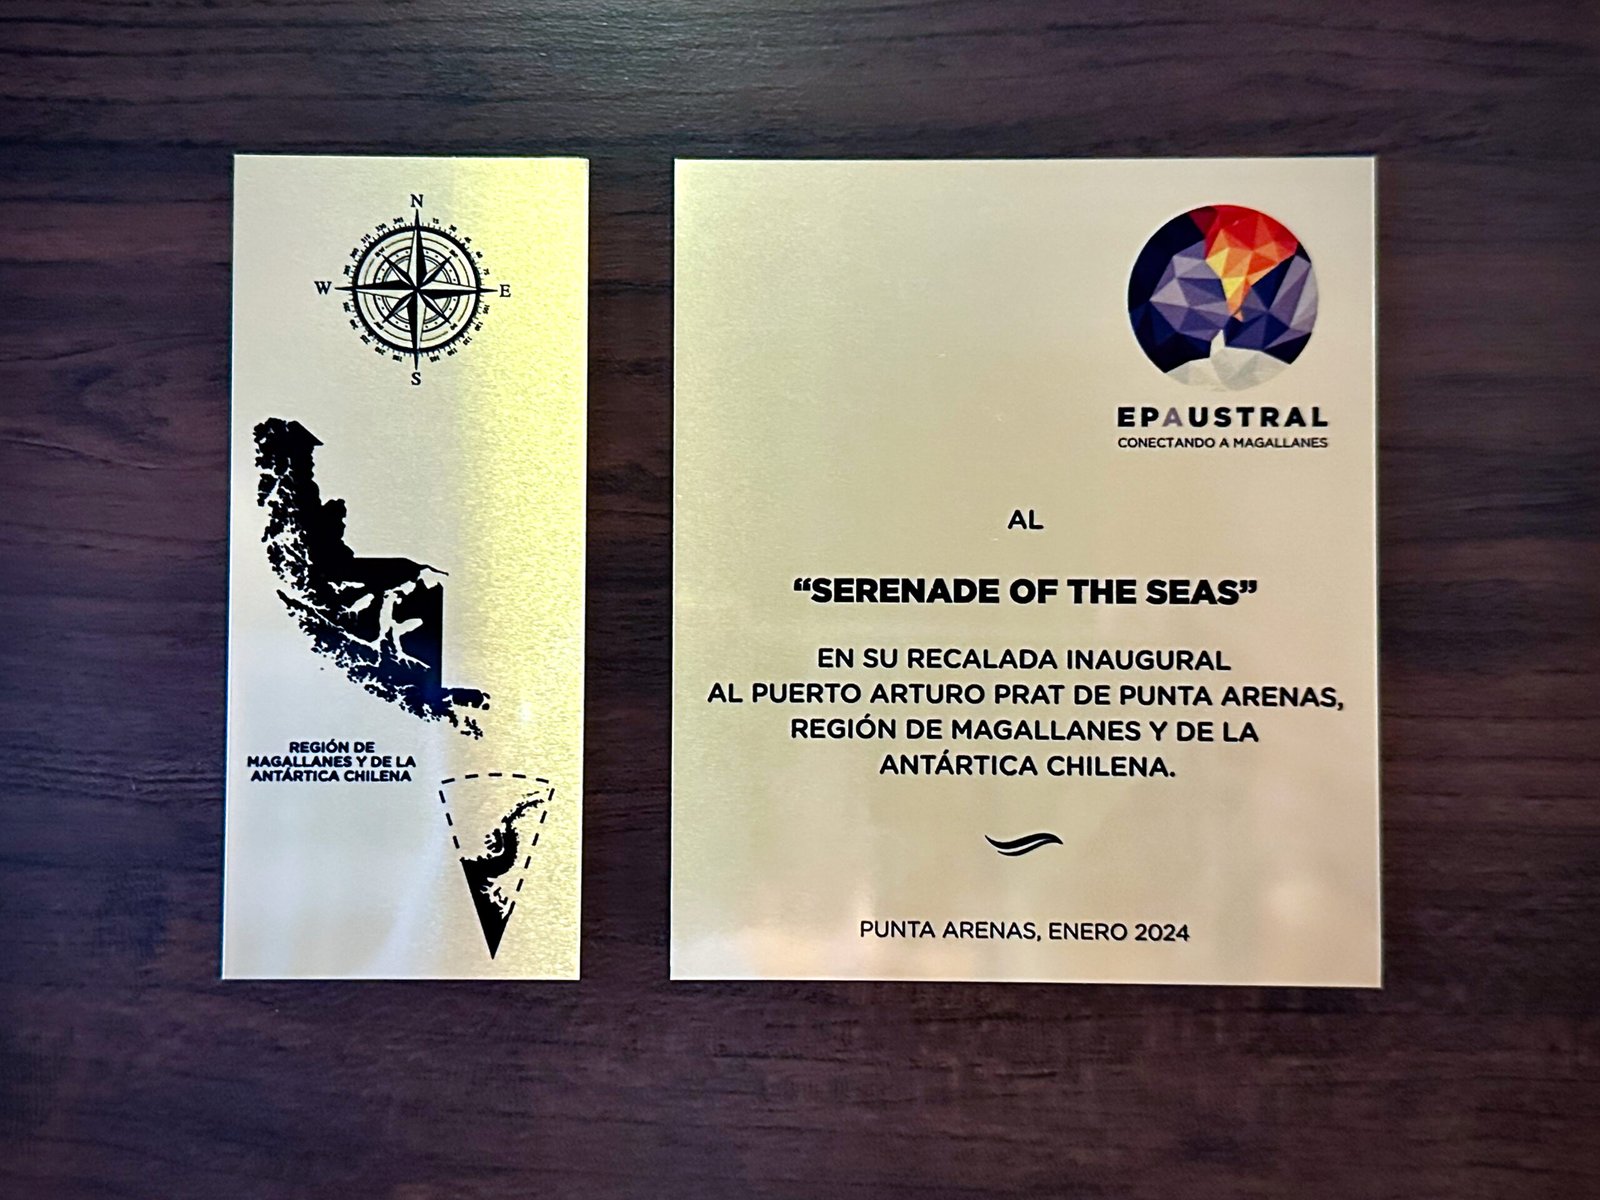 N
W
E
S
REGIÓN DE
MAGALLANES Y DE LA
ANTÁRTICA CHILENA
EPAUSTRAL
CONECTANDO A MAGALLANES
AL
“SERENADE OF THE SEAS”
EN SU RECALADA INAUGURAL
AL PUERTO ARTURO PRAT DE PUNTA ARENAS,
REGIÓN DE MAGALLANES Y DE LA
ANTÁRTICA CHILENA.
PUNTA ARENAS, ENERO 2024